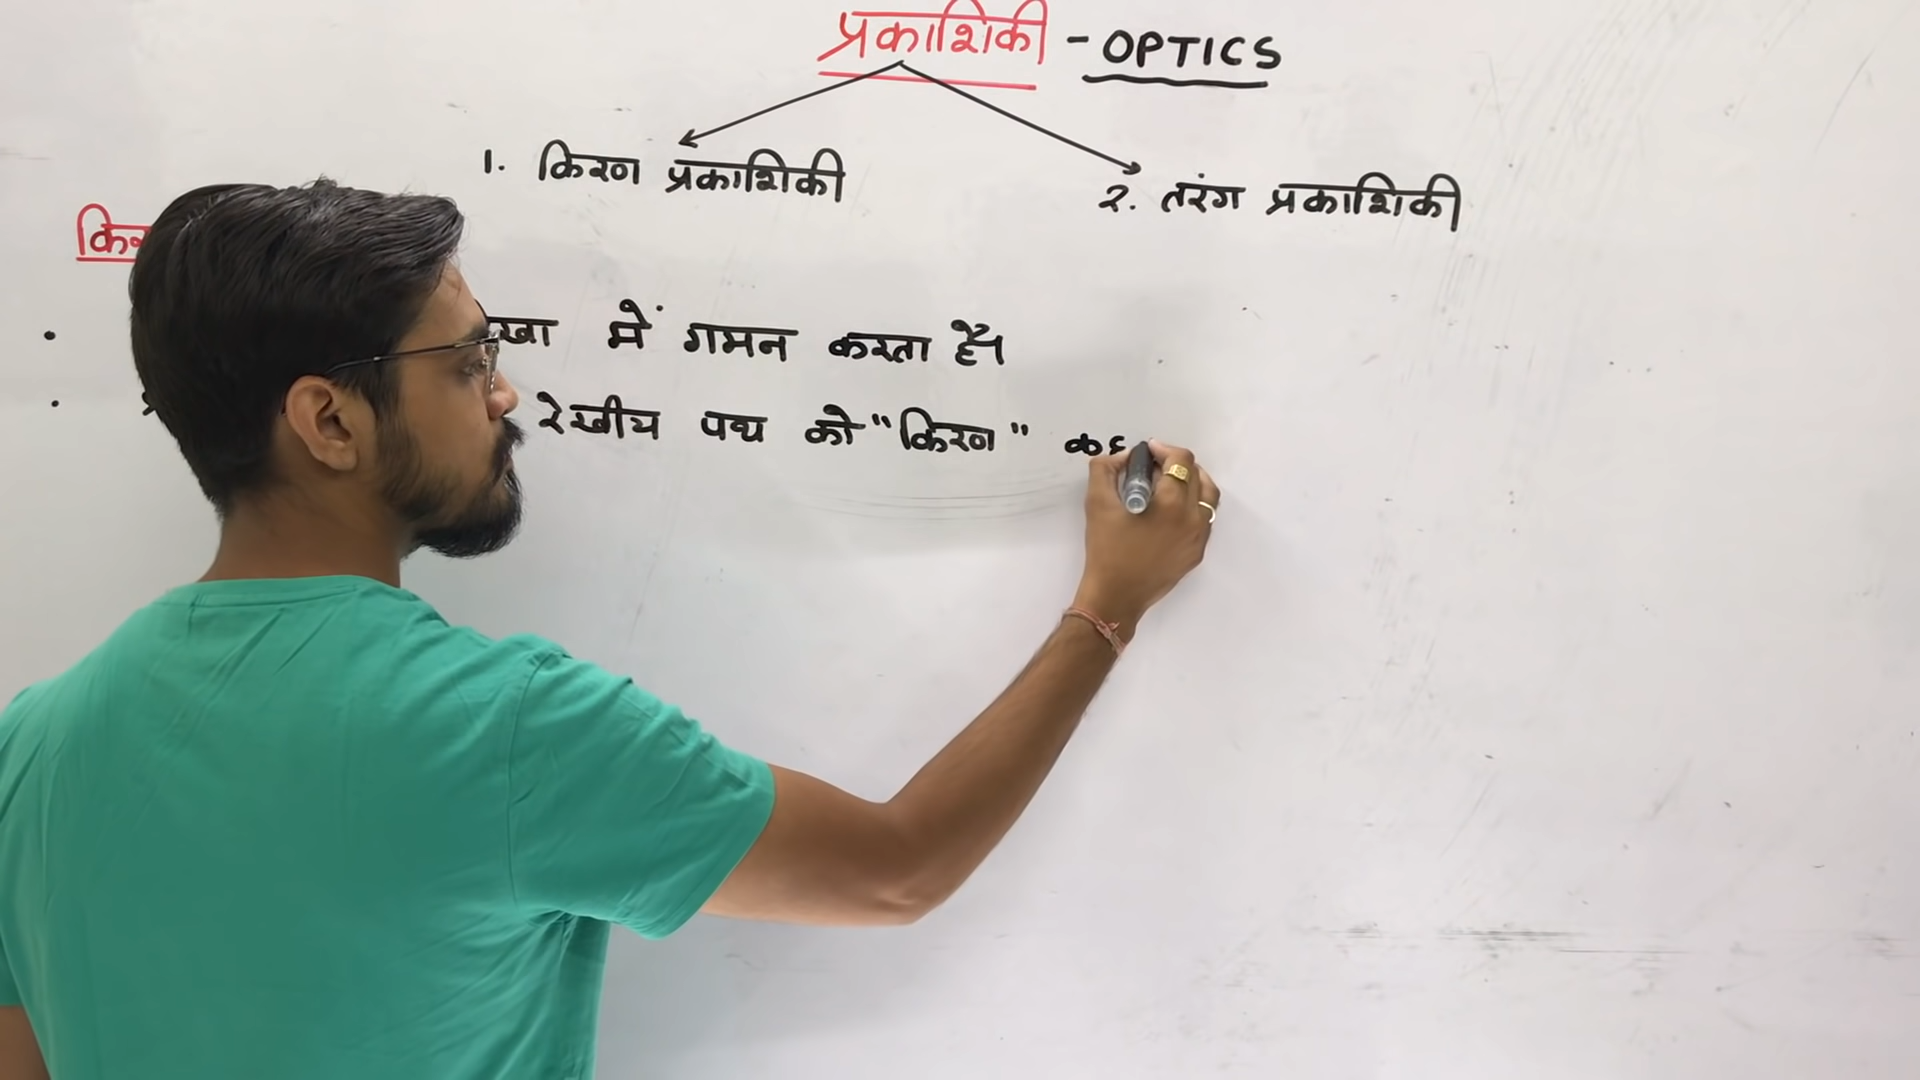 प्रकाशिकी - OPTICS
1. किरण प्रकाशिकी
2. तरंग प्रकाशिकी
में गमन करता है।
रेखीय पथ को "किरण"